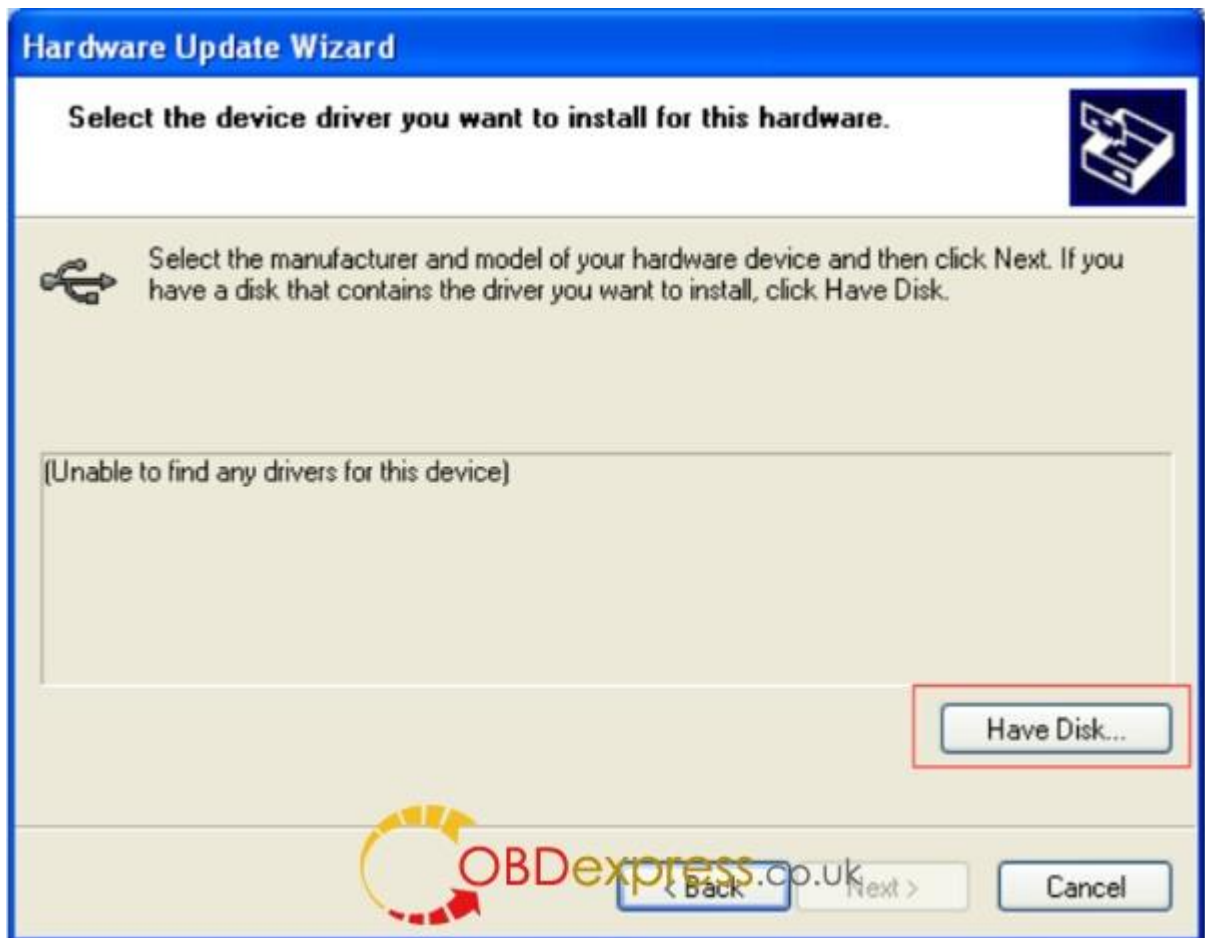 Hardware Update Wizard
Select the device driver you want to install for this hardware.
Select the manufacturer and model of your hardware device and then click Next. If you
have a disk that contains the driver you want to install, click Have Disk.
(Unable to find any drivers for this device)
Have Disk...
OBDexpress.co.uk
< Back Next > Cancel